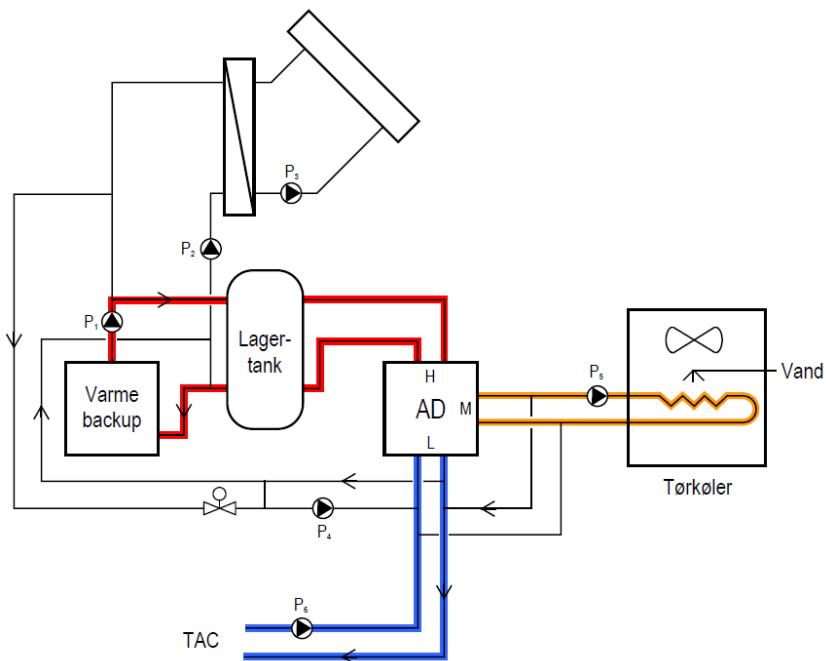 P3
P2
P1
Lager-
tank
Varme
backup
H
AD
M
L
P5
Vand
Tørkøler
P4
P6
TAC